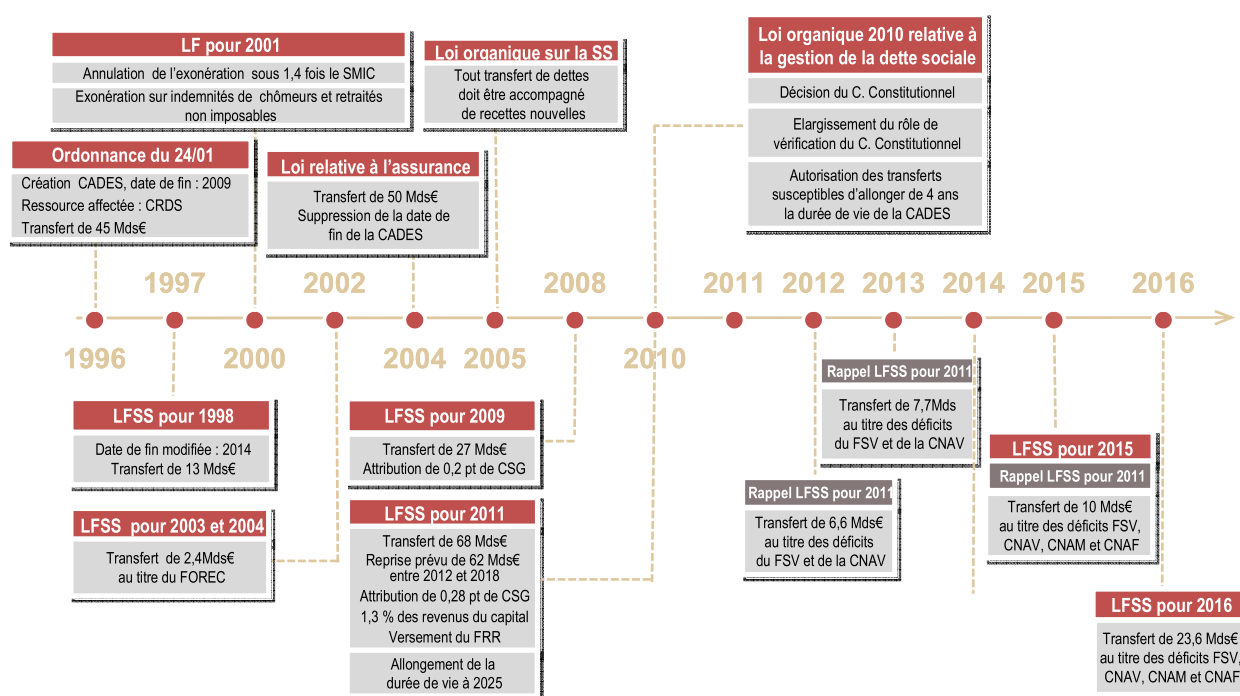 LF pour 2001
Annulation de l'exonération sous 1,4 fois le SMIC
Exonération sur indemnités de chômeurs et retraités
non imposables
Loi organique sur la SS
Tout transfert de dettes
doit être accompagné
de recettes nouvelles
Loi organique 2010 relative à
la gestion de la dette sociale
Décision du C. Constitutionnel
Elargissement du rôle de
vérification du C. Constitutionnel
Autorisation des transferts
susceptibles d'allonger de 4 ans
la durée de vie de la CADES
Ordonnance du 24/01
Création CADES, date de fin : 2009
Ressource affectée : CRDS
Transfert de 45 Mds€
Loi relative à l'assurance
Transfert de 50 Mds€
Suppression de la date de
fin de la CADES
1997
2002
2008
2011
2012
2013
2014
2015
2016
1996
2000
2004
2005
2010
LFSS pour 1998
Date de fin modifiée : 2014
Transfert de 13 Mds€
LFSS pour 2003 et 2004
Transfert de 2,4Mds€
au titre du FOREC
LFSS pour 2009
Transfert de 27 Mds€
Attribution de 0,2 pt de CSG
LFSS pour 2011
Transfert de 68 Mds€
Reprise prévu de 62 Mds€
entre 2012 et 2018
Attribution de 0,28 pt de CSG
1,3 % des revenus du capital
Versement du FRR
Allongement de la
durée de vie à 2025
Rappel LFSS pour 2011
Transfert de 6,6 Mds€
au titre des déficits
du FSV et de la CNAV
Rappel LFSS pour 2011
Transfert de 7,7Mds
au titre des déficits
du FSV et de la CNAV
LFSS pour 2015
Rappel LFSS pour 2011
Transfert de 10 Mds€
au titre des déficits FSV,
CNAV, CNAM et CNAF
LFSS pour 2016
Transfert de 23,6 Mds€
au titre des déficits FSV,
CNAV, CNAM et CNAF